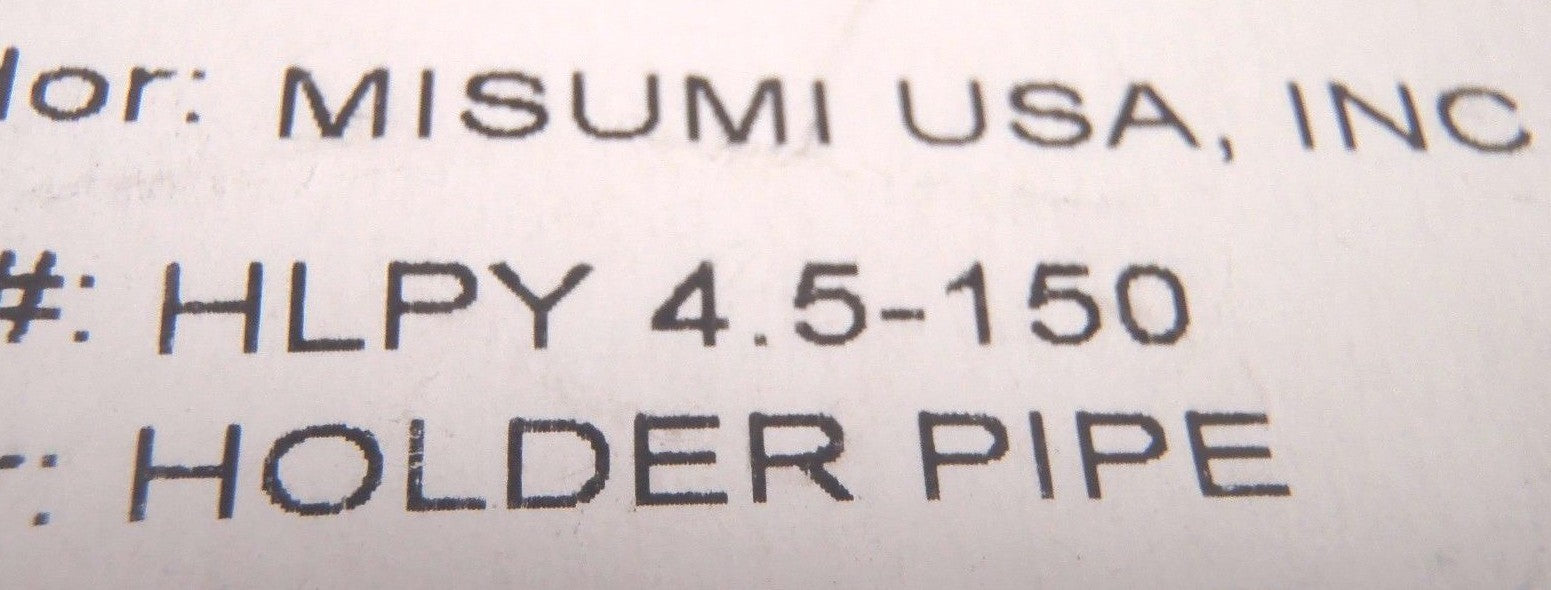 dor: MISUMI USA, INC
#: HLPY 4.5-150
: HOLDER PIPE